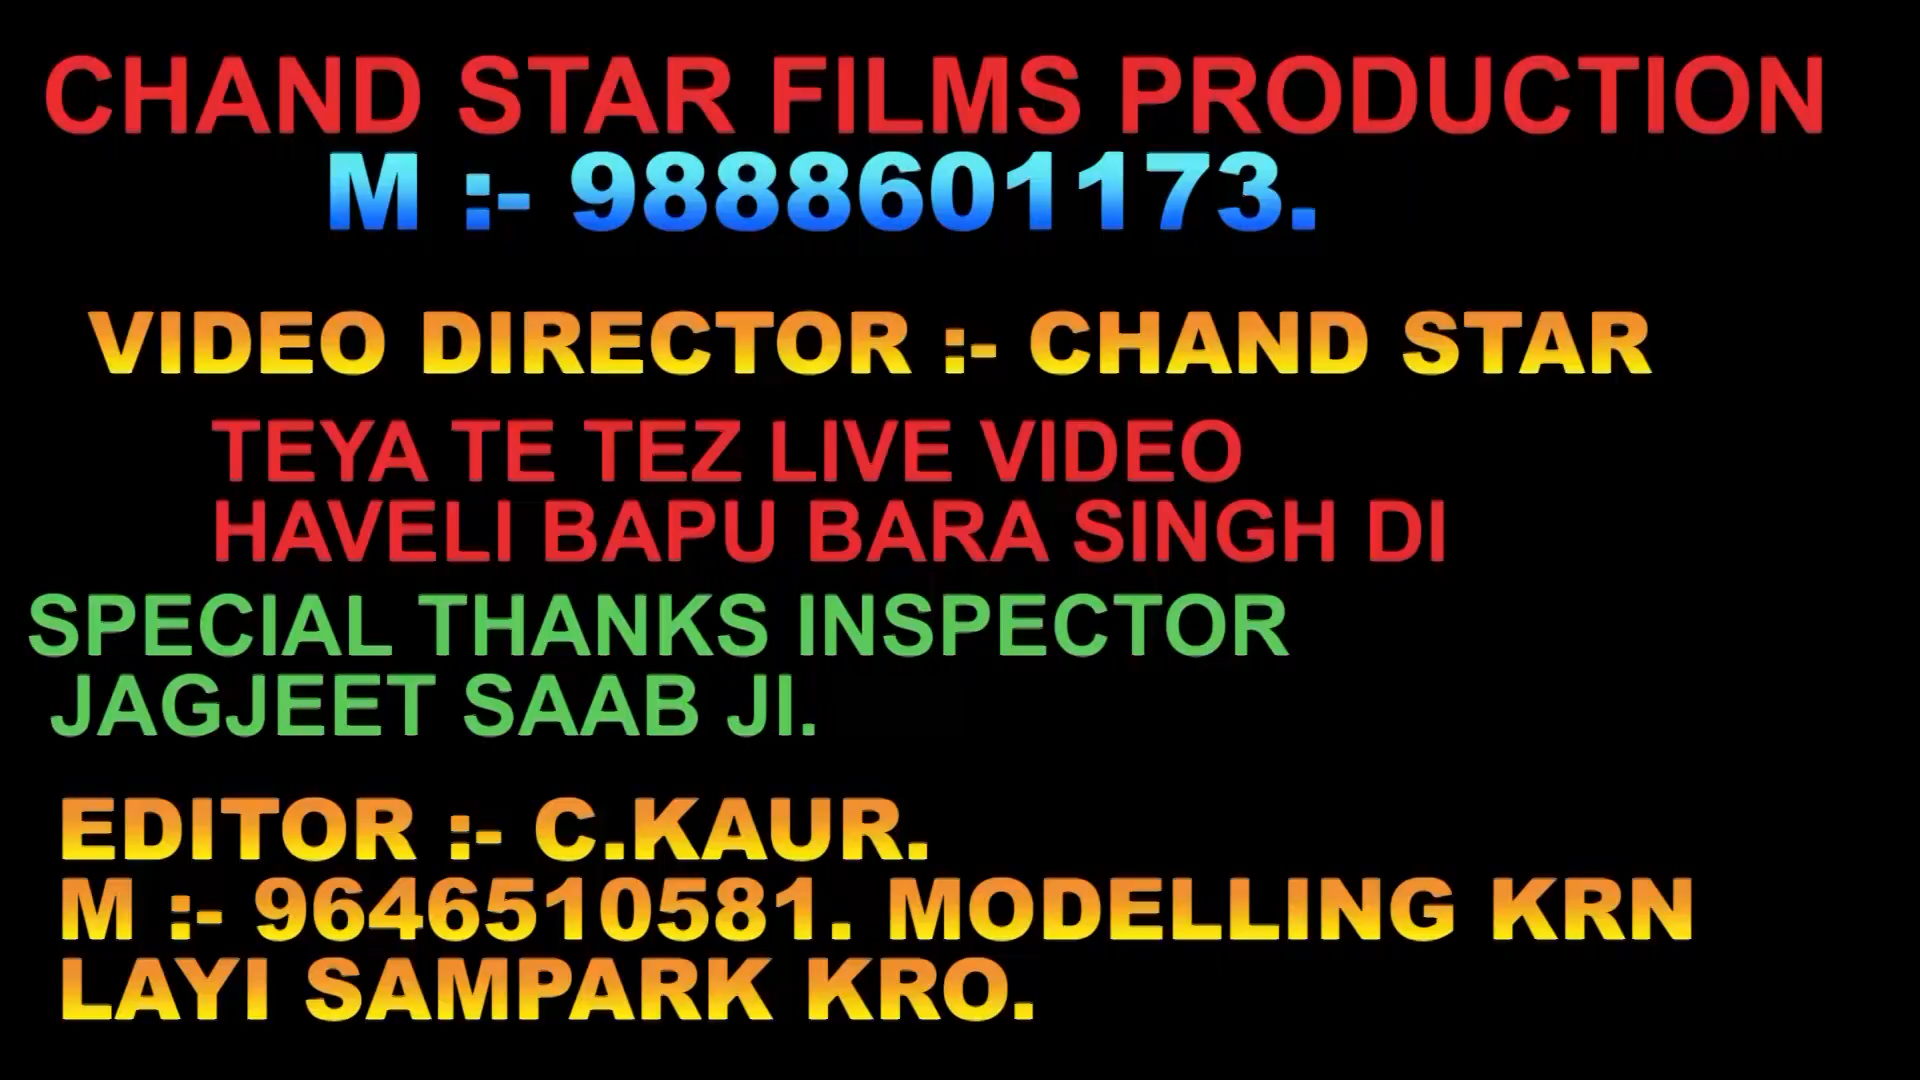 CHAND STAR FILMS PRODUCTION
M :- 9888601173.
VIDEO DIRECTOR :- CHAND STAR
TEYA TE TEZ LIVE VIDEO
HAVELI BAPU BARA SINGH DI
SPECIAL THANKS INSPECTOR
JAGJEET SAAB JI.
EDITOR :- C.KAUR.
M :- 9646510581. MODELLING KRN
LAYI SAMPARK KRO.